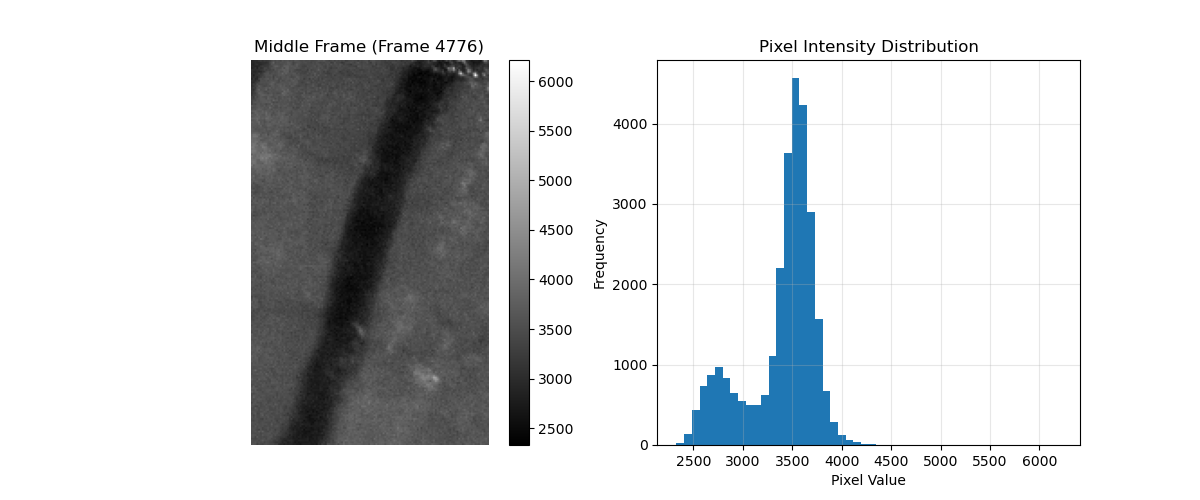 Middle Frame (Frame 4776)
6000
5500
5000
4500
4000
3500
3000
2500
Pixel Intensity Distribution
Frequency
4000
3000
2000
1000
0
2500 3000 3500 4000 4500 5000 5500 6000
Pixel Value